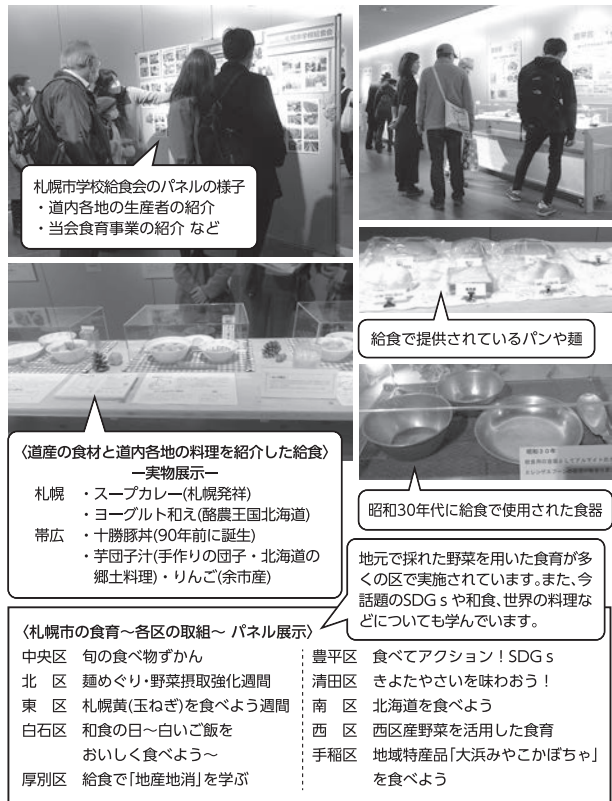 札幌市学校給食会のパネルの様子
・道内各地の生産者の紹介
・当会食育事業の紹介 など
給食で提供されているパンや麺
〈道産の食材と道内各地の料理を紹介した給食〉
ー実物展示ー
札幌　・スープカレー(札幌発祥)
・ヨーグルト和え(酪農王国北海道)
帯広　・十勝豚丼(90年前に誕生)
・芋団子汁(手作りの団子・北海道の
郷土料理)・りんご(余市産)
昭和30年
昭和30年代に給食で使用された食器
地元で採れた野菜を用いた食育が多
くの区で実施されています。また、今
話題のSDGｓや和食、世界の料理な
どについても学んでいます。
〈札幌市の食育〜各区の取組〜 パネル展示〉
中央区　旬の食べ物ずかん
北　区　麺めぐり・野菜摂取強化週間
東　区　札幌黄(玉ねぎ)を食べよう週間
白石区　和食の日〜白いご飯を
おいしく食べよう〜
厚別区　給食で「地産地消」を学ぶ
豊平区　食べてアクション！SDGｓ
清田区　きよたやさいを味わおう！
南　区　北海道を食べよう
西　区　西区産野菜を活用した食育
手稲区　地域特産品「大浜みやこかぼちゃ」
を食べよう